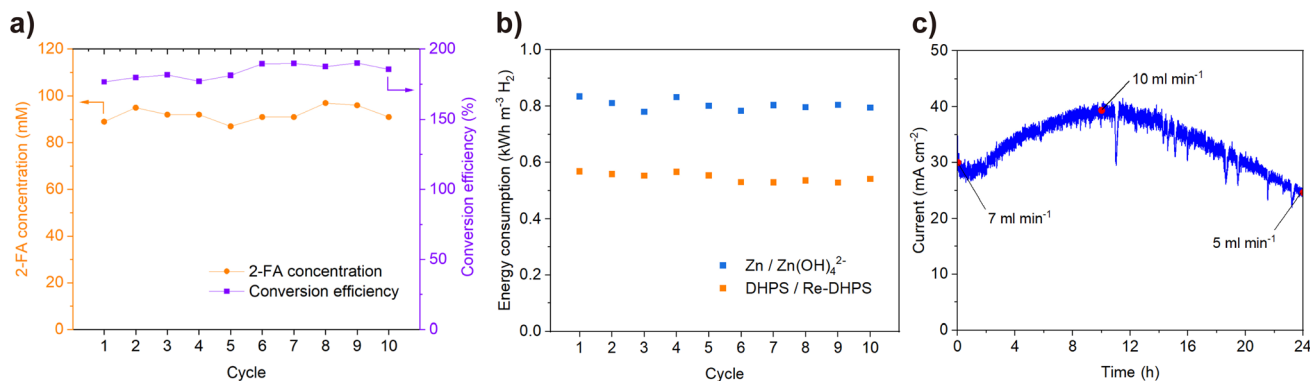 a)
120
100
80
60
40
20
0
2-FA concentration (mM)
200
150
100
50
0
Conversion efficiency (%)
2-FA concentration
Conversion efficiency
1 2 3 4 5 6 7 8 9 10
Cycle
b)
1.0
0.8
0.6
0.4
0.2
0.0
Energy consumption (kWh m⁻³ H₂)
Zn / Zn(OH)₄²⁻
DHPS / Re-DHPS
1 2 3 4 5 6 7 8 9 10
Cycle
c)
50
40
30
20
10
0
Current (mA cm⁻²)
10 ml min⁻¹
7 ml min⁻¹
5 ml min⁻¹
0 4 8 12 16 20 24
Time (h)